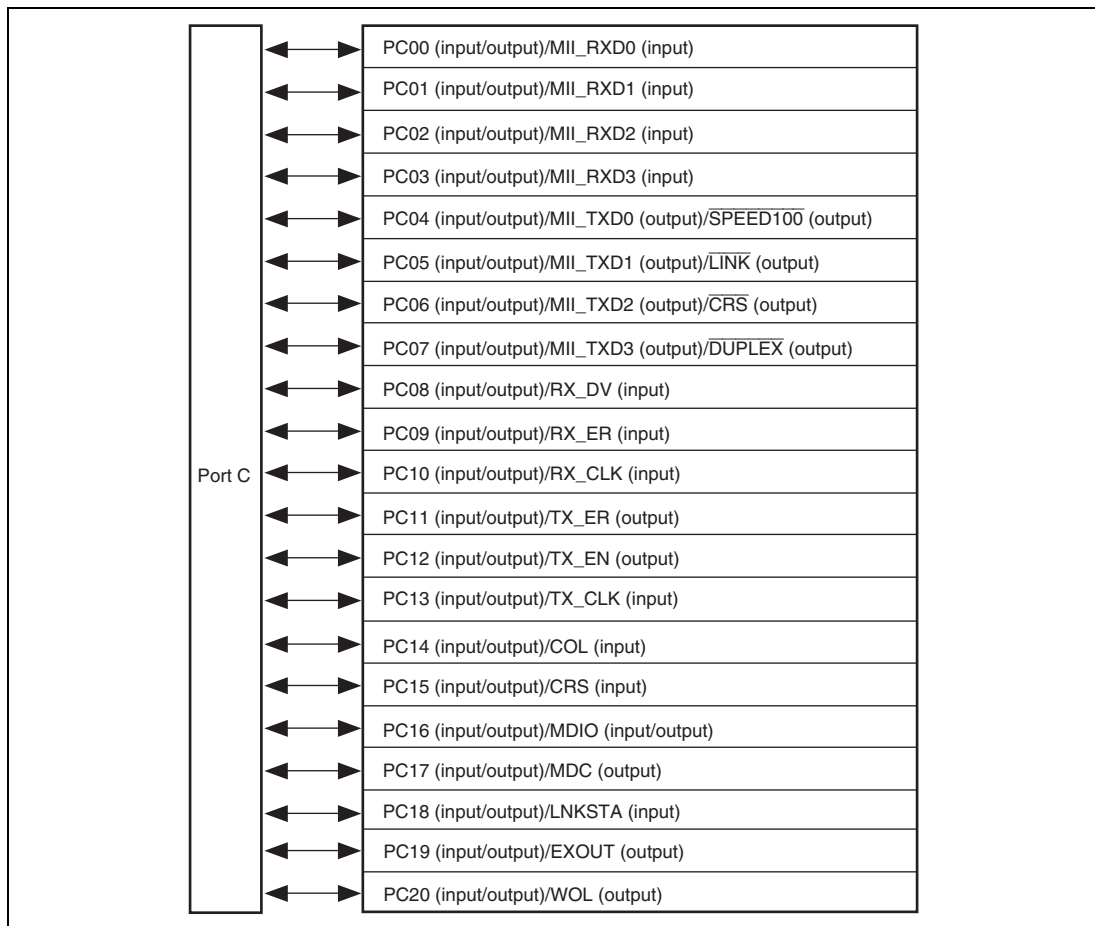 PC00 (input/output)/MII_RXD0 (input)
PC01 (input/output)/MII_RXD1 (input)
PC02 (input/output)/MII_RXD2 (input)
PC03 (input/output)/MII_RXD3 (input)
PC04 (input/output)/MII_TXD0 (output)/S̅P̅E̅E̅D̅1̅0̅0̅ (output)
PC05 (input/output)/MII_TXD1 (output)/L̅I̅N̅K̅ (output)
PC06 (input/output)/MII_TXD2 (output)/C̅R̅S̅ (output)
PC07 (input/output)/MII_TXD3 (output)/D̅U̅P̅L̅E̅X̅ (output)
PC08 (input/output)/RX_DV (input)
PC09 (input/output)/RX_ER (input)
Port C
PC10 (input/output)/RX_CLK (input)
PC11 (input/output)/TX_ER (output)
PC12 (input/output)/TX_EN (output)
PC13 (input/output)/TX_CLK (input)
PC14 (input/output)/COL (input)
PC15 (input/output)/CRS (input)
PC16 (input/output)/MDIO (input/output)
PC17 (input/output)/MDC (output)
PC18 (input/output)/LNKSTA (input)
PC19 (input/output)/EXOUT (output)
PC20 (input/output)/WOL (output)